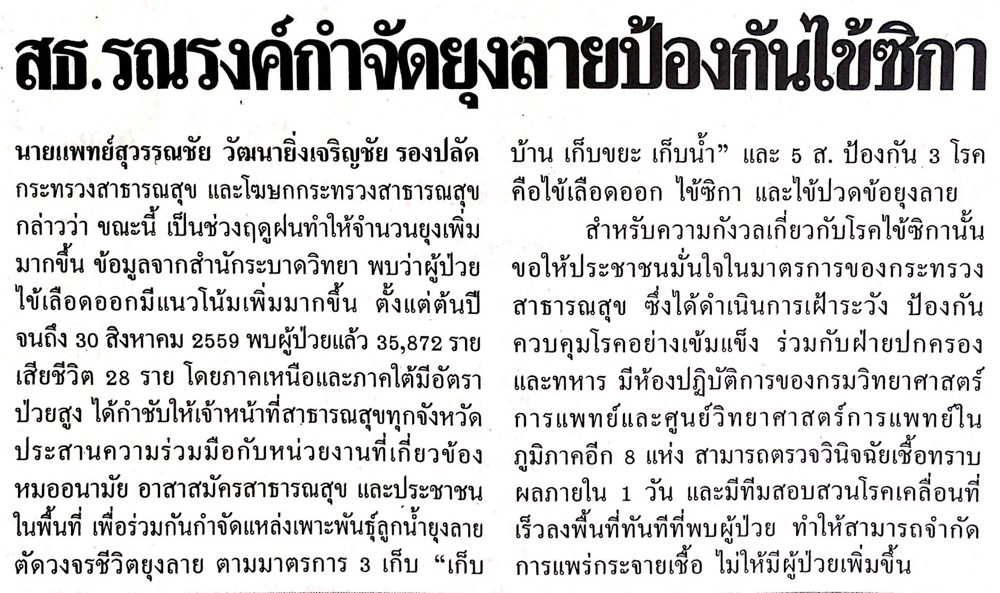 สธ.รณรงค์กำจัดยุงลายป้องกันไข้ซิกา
นายแพทย์สุวรรณชัย วัฒนายิ่งเจริญชัย รองปลัด
กระทรวงสาธารณสุข และโฆษกกระทรวงสาธารณสุข
กล่าวว่า ขณะนี้ เป็นช่วงฤดูฝนทำให้จำนวนยุงเพิ่ม
มากขึ้น ข้อมูลจากสำนักระบาดวิทยา พบว่าผู้ป่วย
ไข้เลือดออกมีแนวโน้มเพิ่มมากขึ้น ตั้งแต่ต้นปี
จนถึง 30 สิงหาคม 2559 พบผู้ป่วยแล้ว 35,872 ราย
เสียชีวิต 28 ราย โดยภาคเหนือและภาคใต้มีอัตรา
ป่วยสูง ได้กำชับให้เจ้าหน้าที่สาธารณสุขทุกจังหวัด
ประสานความร่วมมือกับหน่วยงานที่เกี่ยวข้อง
หมออนามัย อาสาสมัครสาธารณสุข และประชาชน
ในพื้นที่ เพื่อร่วมกันกำจัดแหล่งเพาะพันธุ์ลูกน้ำยุงลาย
ตัดวงจรชีวิตยุงลาย ตามมาตรการ 3 เก็บ “เก็บ
บ้าน เก็บขยะ เก็บน้ำ” และ 5 ส. ป้องกัน 3 โรค
คือไข้เลือดออก ไข้ซิกา และไข้ปวดข้อยุงลาย
สำหรับความกังวลเกี่ยวกับโรคไข้ซิกานั้น
ขอให้ประชาชนมั่นใจในมาตรการของกระทรวง
สาธารณสุข ซึ่งได้ดำเนินการเฝ้าระวัง ป้องกัน
ควบคุมโรคอย่างเข้มแข็ง ร่วมกับฝ่ายปกครอง
และทหาร มีห้องปฏิบัติการของกรมวิทยาศาสตร์
การแพทย์และศูนย์วิทยาศาสตร์การแพทย์ใน
ภูมิภาคอีก 8 แห่ง สามารถตรวจวินิจฉัยเชื้อทราบ
ผลภายใน 1 วัน และมีทีมสอบสวนโรคเคลื่อนที่
เร็วลงพื้นที่ทันทีที่พบผู้ป่วย ทำให้สามารถจำกัด
การแพร่กระจายเชื้อ ไม่ให้มีผู้ป่วยเพิ่มขึ้น